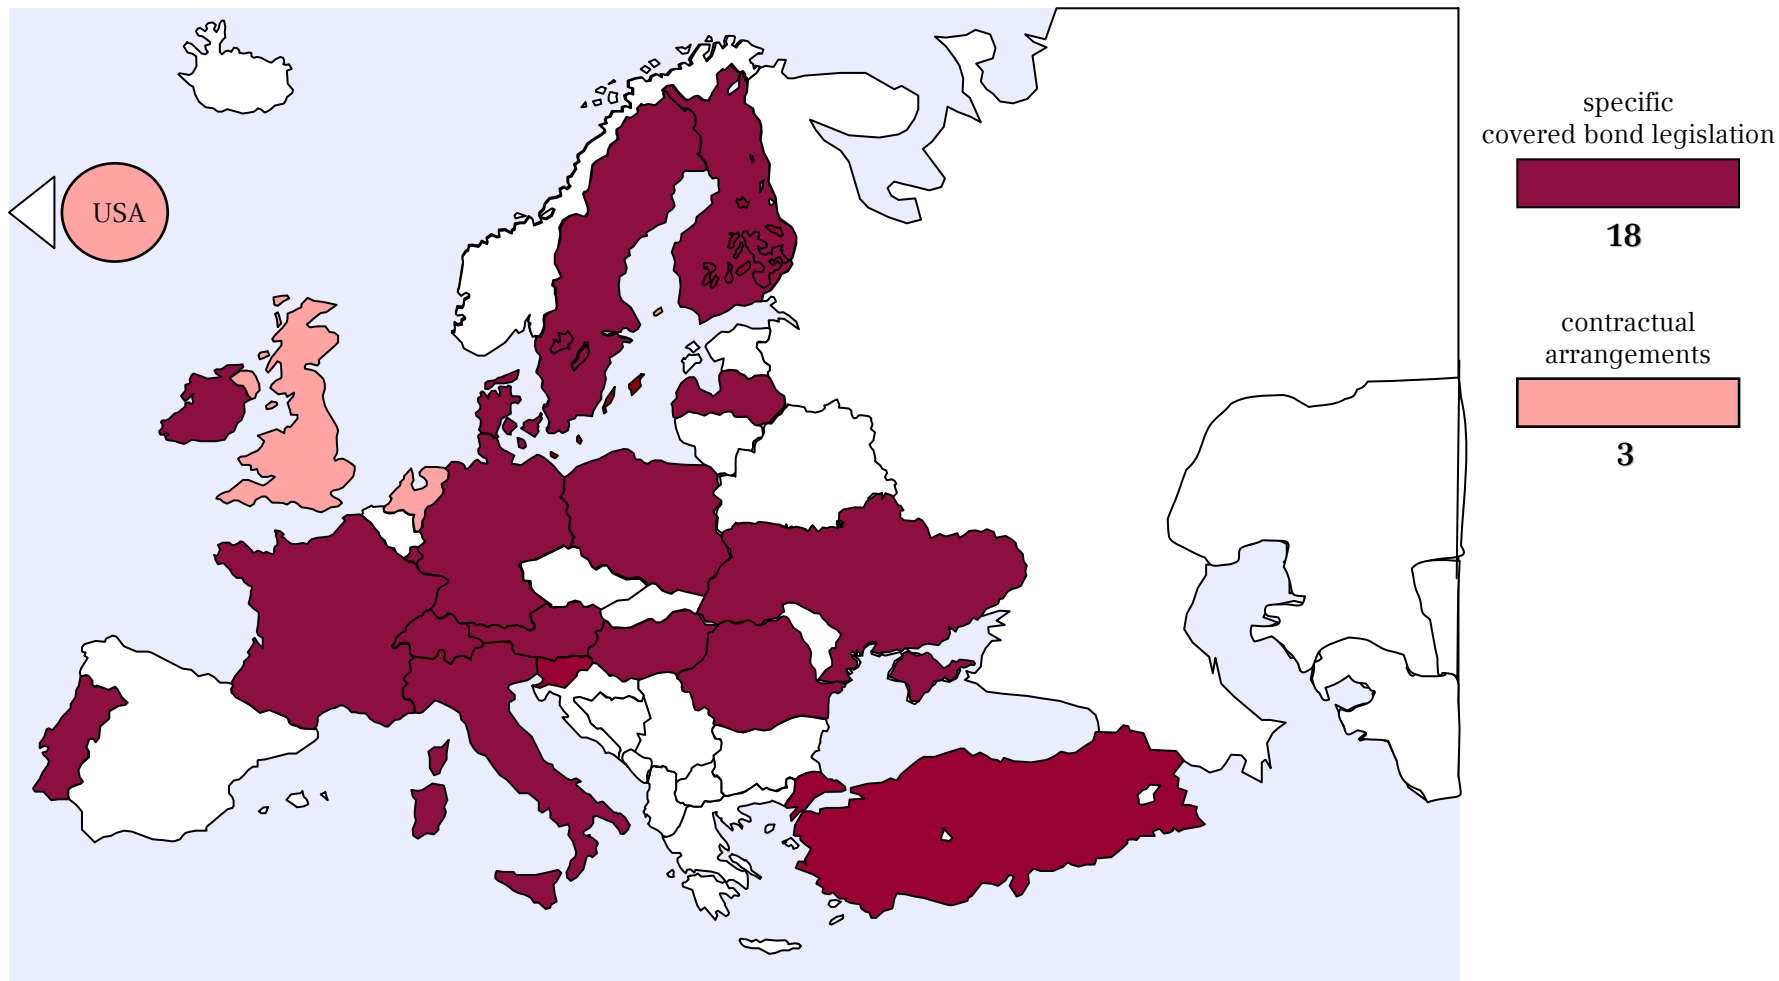 specific
covered bond legislation
18
USA
contractual
arrangements
3